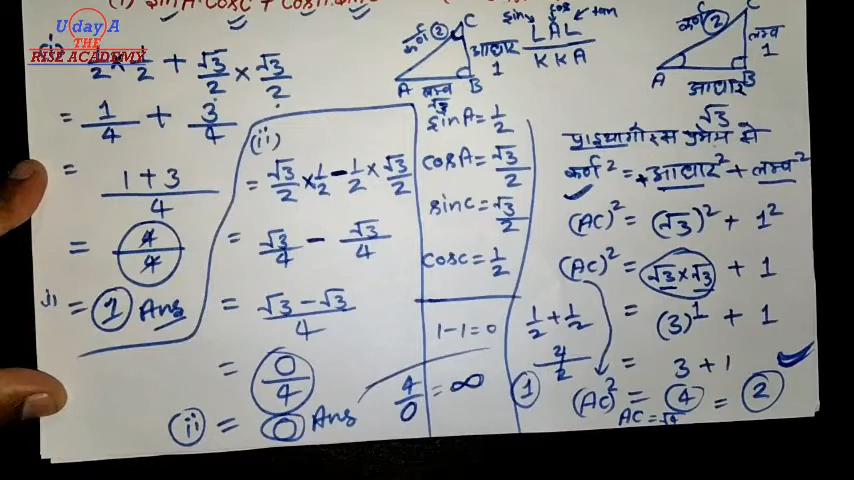 (i) sinA·cosC + cosA·sinC
U day A
THE
RISE ACADEMY
1/2 × 1/2 + √3/2 × √3/2
= 1/4 + 3/4
= 1+3/4
= 4/4
i) = 1 Ans
(ii)
= √3/2 × 1/2 - 1/2 × √3/2
= √3/4 - √3/4
= √3-√3/4
= 0/4
ii) = 0 Ans
sin cos tan
LAL
KKA
C
कर्ण 2
आधार
1
A लम्ब B
√3
sinA = 1/2
cosA = √3/2
sinC = √3/2
cosC = 1/2
1-1=0
4/0 = ∞
C
कर्ण 2
लम्ब
1
A आधार B
√3
प्राइथागोरस प्रमेय से
कर्ण² = आधार² + लम्ब²
(AC)² = (√3)² + 1²
(AC)² = √3×√3 + 1
= (3)¹ + 1
= 3+1
(AC)² = 4 = 2
AC = √4
1/2 + 1/2
2/2
1